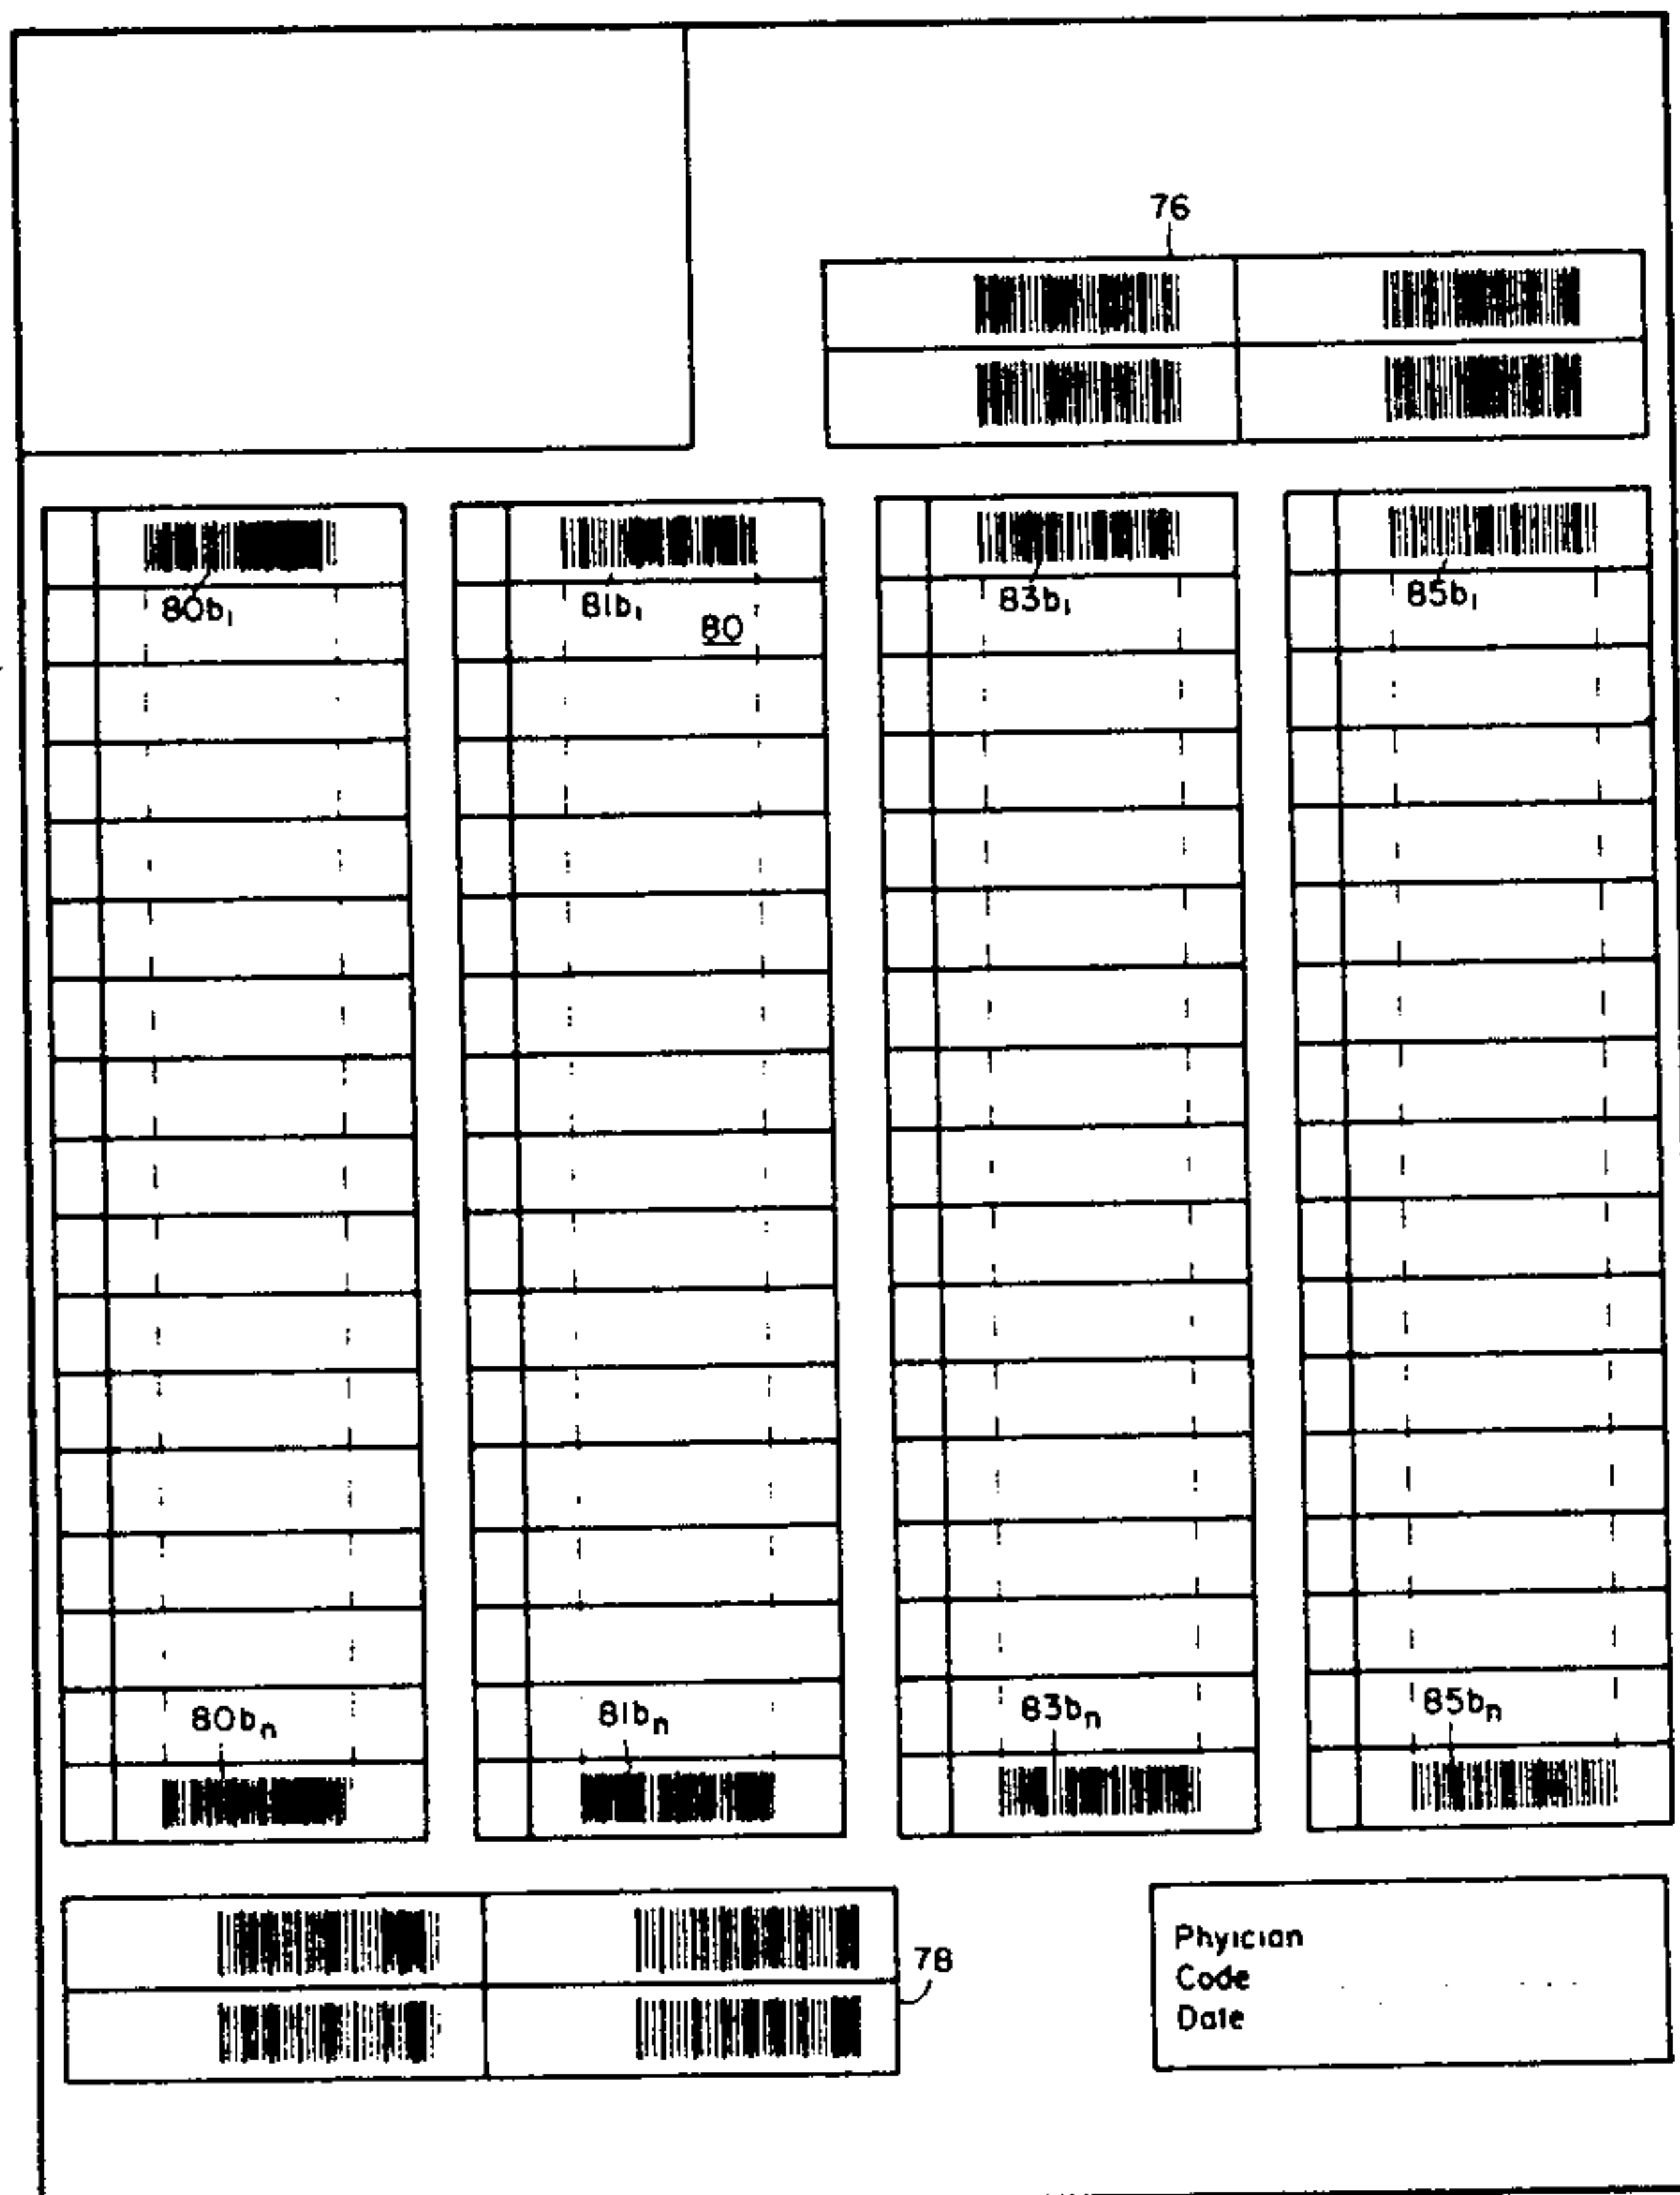 76
80b₁ 81b₁ 83b₁ 85b₁
80
80bₙ 81bₙ 83bₙ 85bₙ
78
Phyician
Code
Date